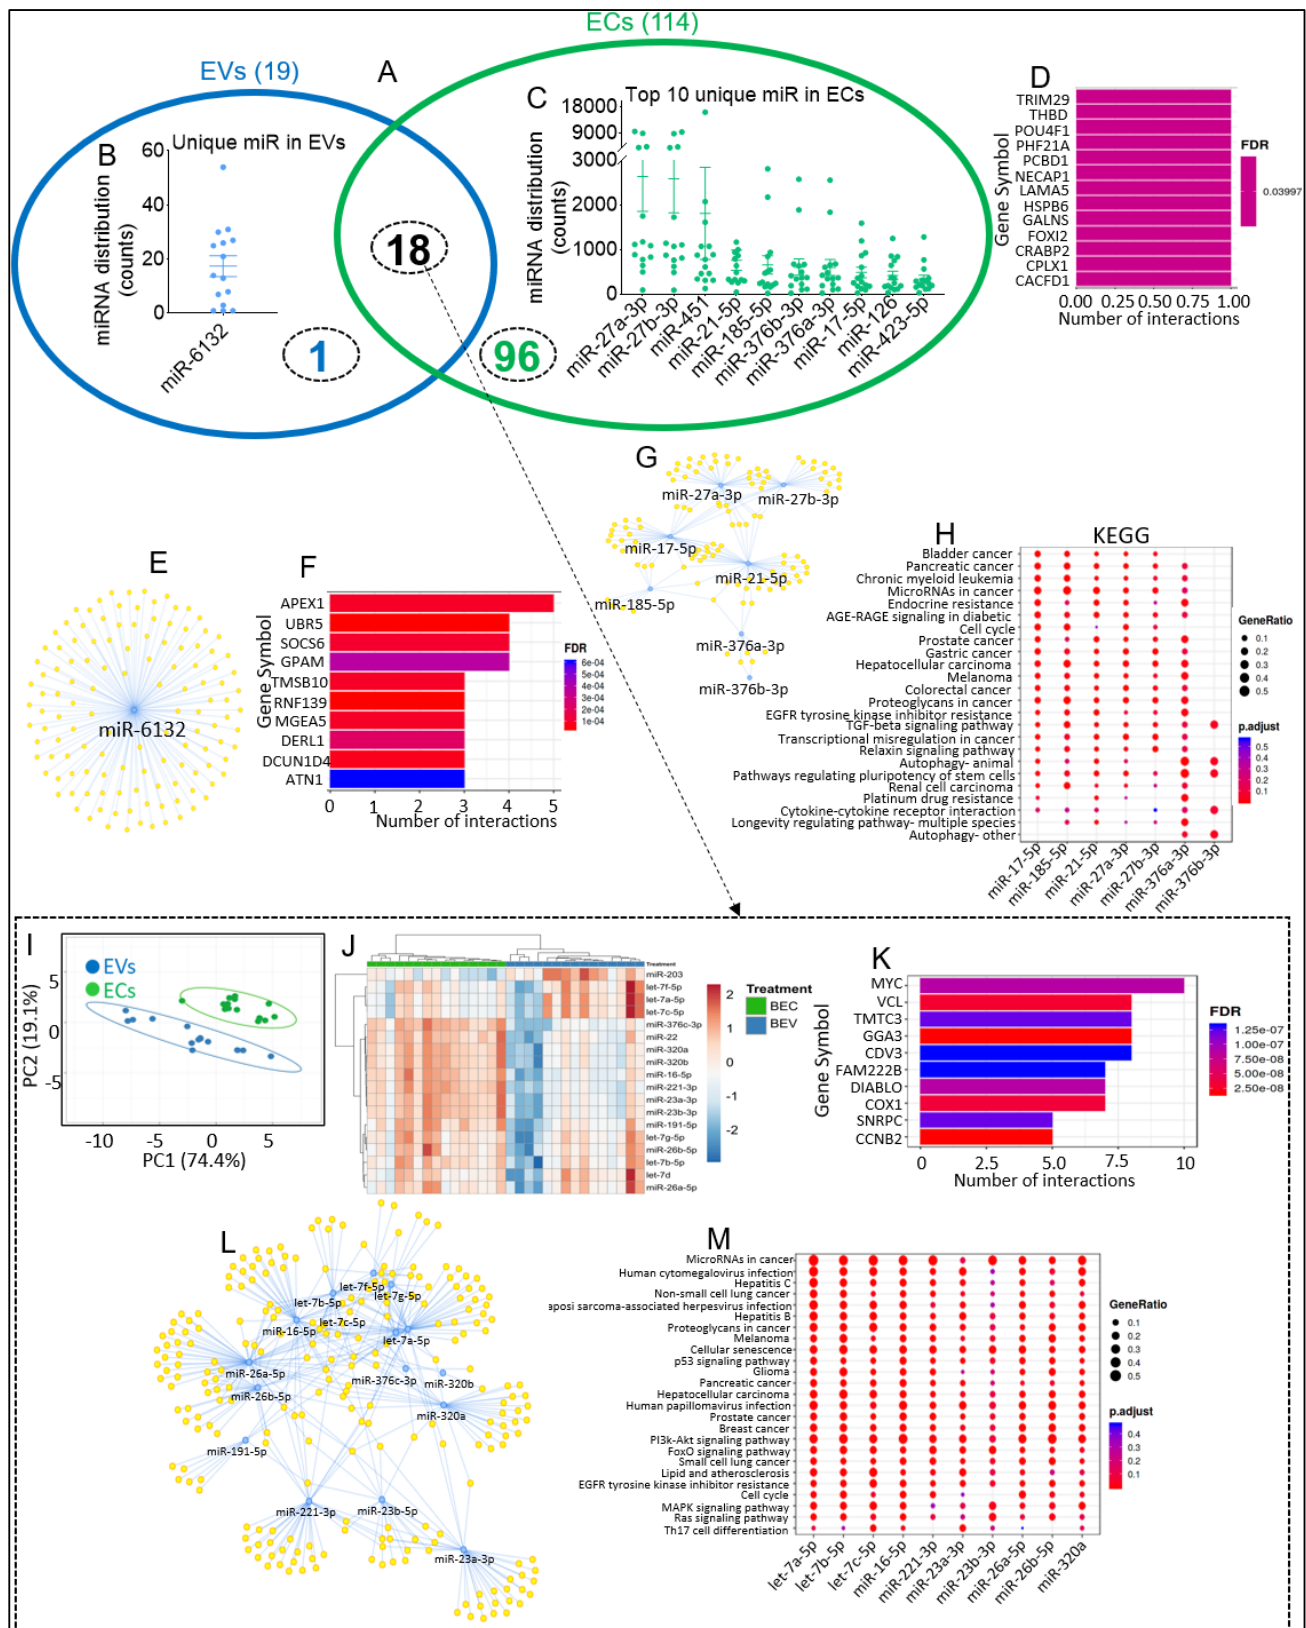 ECs (114)
EVs (19)
A
B
Unique miR in EVs
miRNA distribution
(counts)
60
40
20
0
miR-6132
1
18
96
C
Top 10 unique miR in ECs
miRNA distribution
(counts)
18000
9000
3000
2000
1000
0
miR-27a-3p
miR-27b-3p
miR-451
miR-21-5p
miR-185-5p
miR-376b-3p
miR-376a-3p
miR-17-5p
miR-126
miR-423-5p
D
Gene Symbol
TRIM29
THBD
POU4F1
PHF21A
PCBD1
NECAP1
LAMA5
HSPB6
GALNS
FOXI2
CRABP2
CPLX1
CACFD1
0.00 0.25 0.50 0.75 1.00
Number of interactions
FDR
0.03997
E
miR-6132
F
Gene Symbol
APEX1
UBR5
SOCS6
GPAM
TMSB10
RNF139
MGEA5
DERL1
DCUN1D4
ATN1
0 1 2 3 4 5
Number of interactions
FDR
6e-04
5e-04
4e-04
3e-04
2e-04
1e-04
G
miR-27a-3p
miR-27b-3p
miR-17-5p
miR-21-5p
miR-185-5p
miR-376a-3p
miR-376b-3p
H
KEGG
Bladder cancer
Pancreatic cancer
Chronic myeloid leukemia
MicroRNAs in cancer
Endocrine resistance
AGE-RAGE signaling in diabetic
Cell cycle
Prostate cancer
Gastric cancer
Hepatocellular carcinoma
Melanoma
Colorectal cancer
Proteoglycans in cancer
EGFR tyrosine kinase inhibitor resistance
TGF-beta signaling pathway
Transcriptional misregulation in cancer
Relaxin signaling pathway
Autophagy- animal
Pathways regulating pluripotency of stem cells
Renal cell carcinoma
Platinum drug resistance
Cytokine-cytokine receptor interaction
Longevity regulating pathway- multiple species
Autophagy- other
miR-17-5p
miR-185-5p
miR-21-5p
miR-27a-3p
miR-27b-3p
miR-376a-3p
miR-376b-3p
GeneRatio
0.1
0.2
0.3
0.4
0.5
p.adjust
0.5
0.4
0.3
0.2
0.1
I
EVs
ECs
PC2 (19.1%)
5
0
-5
-10 -5 0 5
PC1 (74.4%)
J
Treatment
miR-203
let-7f-5p
let-7a-5p
let-7c-5p
miR-376c-3p
miR-22
miR-320a
miR-320b
miR-16-5p
miR-221-3p
miR-23a-3p
miR-23b-3p
miR-191-5p
let-7g-5p
miR-26b-5p
let-7b-5p
let-7d
miR-26a-5p
2
1
0
-1
-2
Treatment
BEC
BEV
K
Gene Symbol
MYC
VCL
TMTC3
GGA3
CDV3
FAM222B
DIABLO
COX1
SNRPC
CCNB2
0 2.5 5.0 7.5 10
Number of interactions
FDR
1.25e-07
1.00e-07
7.50e-08
5.00e-08
2.50e-08
L
let-7f-5p
let-7g-5p
let-7b-5p
let-7c-5p
miR-16-5p
let-7a-5p
miR-26a-5p
miR-376c-3p
miR-320b
miR-26b-5p
miR-320a
miR-191-5p
miR-221-3p
miR-23b-5p
miR-23a-3p
M
MicroRNAs in cancer
Human cytomegalovirus infection
Hepatitis C
Non-small cell lung cancer
aposi sarcoma-associated herpesvirus infection
Hepatitis B
Proteoglycans in cancer
Melanoma
Cellular senescence
p53 signaling pathway
Glioma
Pancreatic cancer
Hepatocellular carcinoma
Human papillomavirus infection
Prostate cancer
Breast cancer
PI3k-Akt signaling pathway
FoxO signaling pathway
Small cell lung cancer
Lipid and atherosclerosis
EGFR tyrosine kinase inhibitor resistance
Cell cycle
MAPK signaling pathway
Ras signaling pathway
Th17 cell differentiation
let-7a-5p
let-7b-5p
let-7c-5p
miR-16-5p
miR-221-3p
miR-23a-3p
miR-23b-3p
miR-26a-5p
miR-26b-5p
miR-320a
GeneRatio
0.1
0.2
0.3
0.4
0.5
p.adjust
0.4
0.3
0.2
0.1